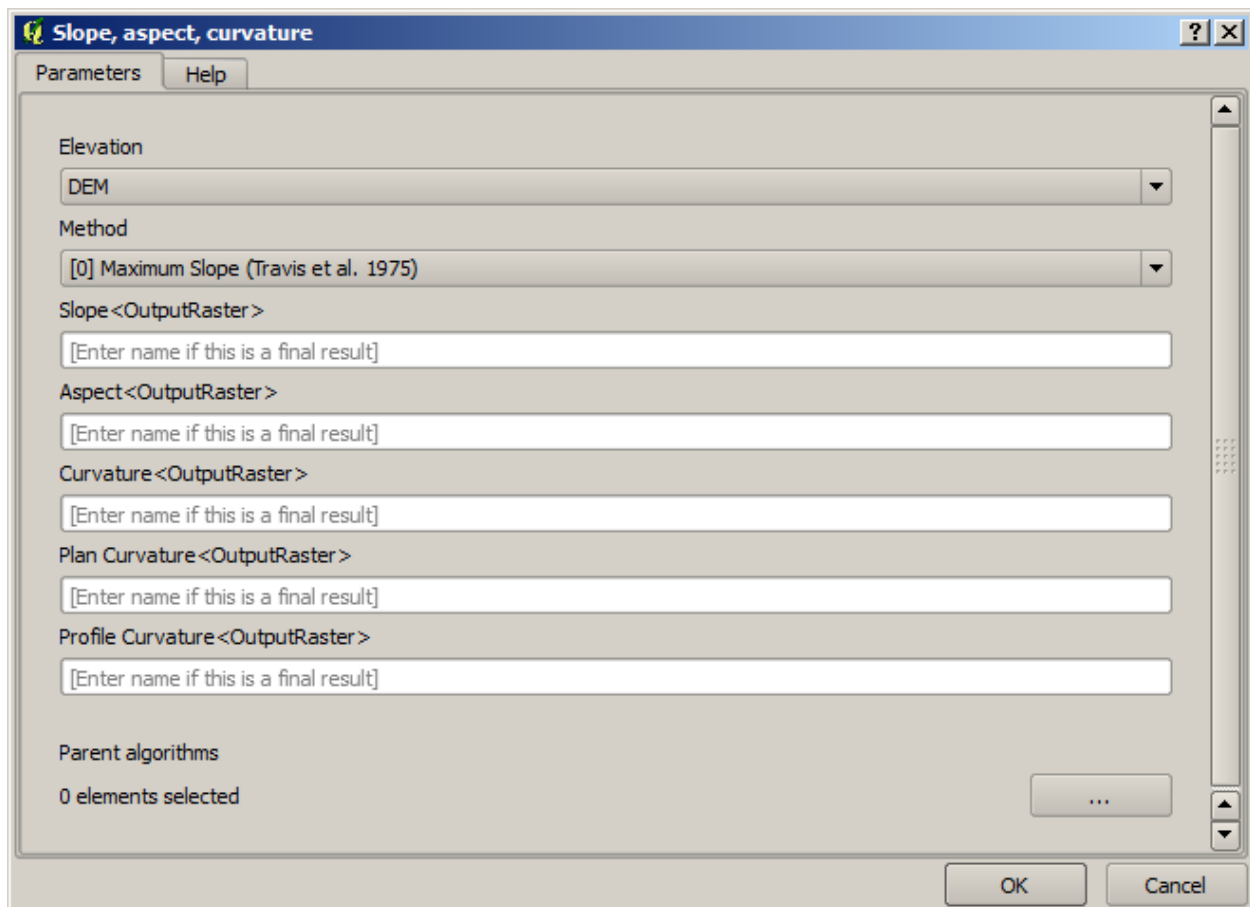 Slope, aspect, curvature
Parameters Help
Elevation
DEM
Method
[0] Maximum Slope (Travis et al. 1975)
Slope<OutputRaster>
[Enter name if this is a final result]
Aspect<OutputRaster>
[Enter name if this is a final result]
Curvature<OutputRaster>
[Enter name if this is a final result]
Plan Curvature<OutputRaster>
[Enter name if this is a final result]
Profile Curvature<OutputRaster>
[Enter name if this is a final result]
Parent algorithms
0 elements selected ...
OK Cancel